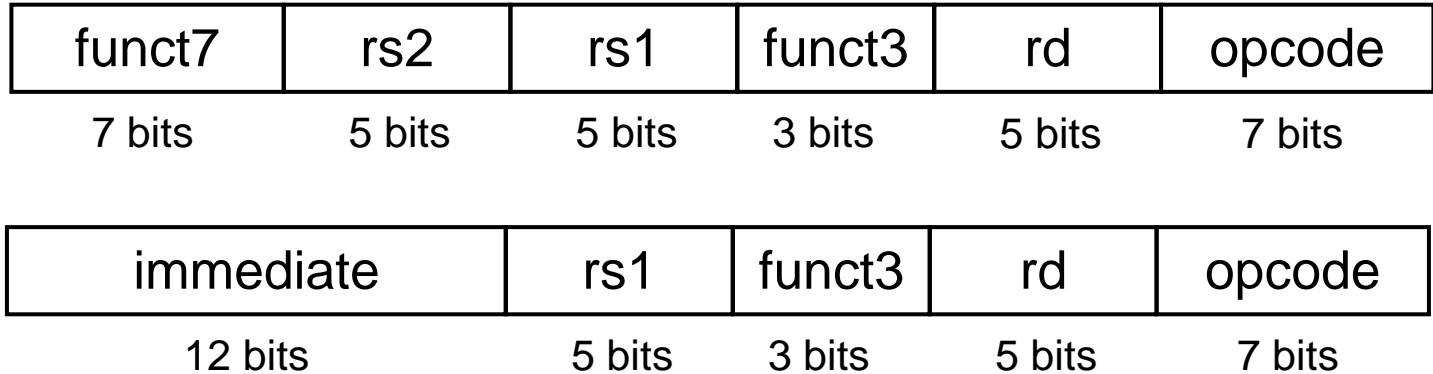 funct7 rs2 rs1 funct3 rd opcode
7 bits 5 bits 5 bits 3 bits 5 bits 7 bits
immediate rs1 funct3 rd opcode
12 bits 5 bits 3 bits 5 bits 7 bits